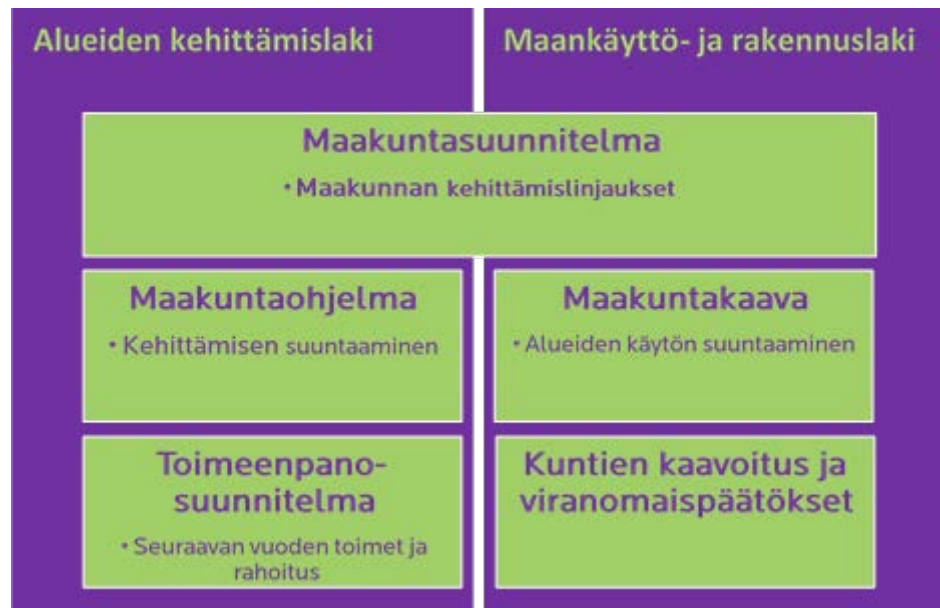 Alueiden kehittämislaki
Maankäyttö- ja rakennuslaki
Maakuntasuunnitelma
• Maakunnan kehittämislinjaukset
Maakuntaohjelma
• Kehittämisen suuntaaminen
Maakuntakaava
• Alueiden käytön suuntaaminen
Toimeenpano-
suunnitelma
• Seuraavan vuoden toimet ja
rahoitus
Kuntien kaavoitus ja
viranomaispäätökset